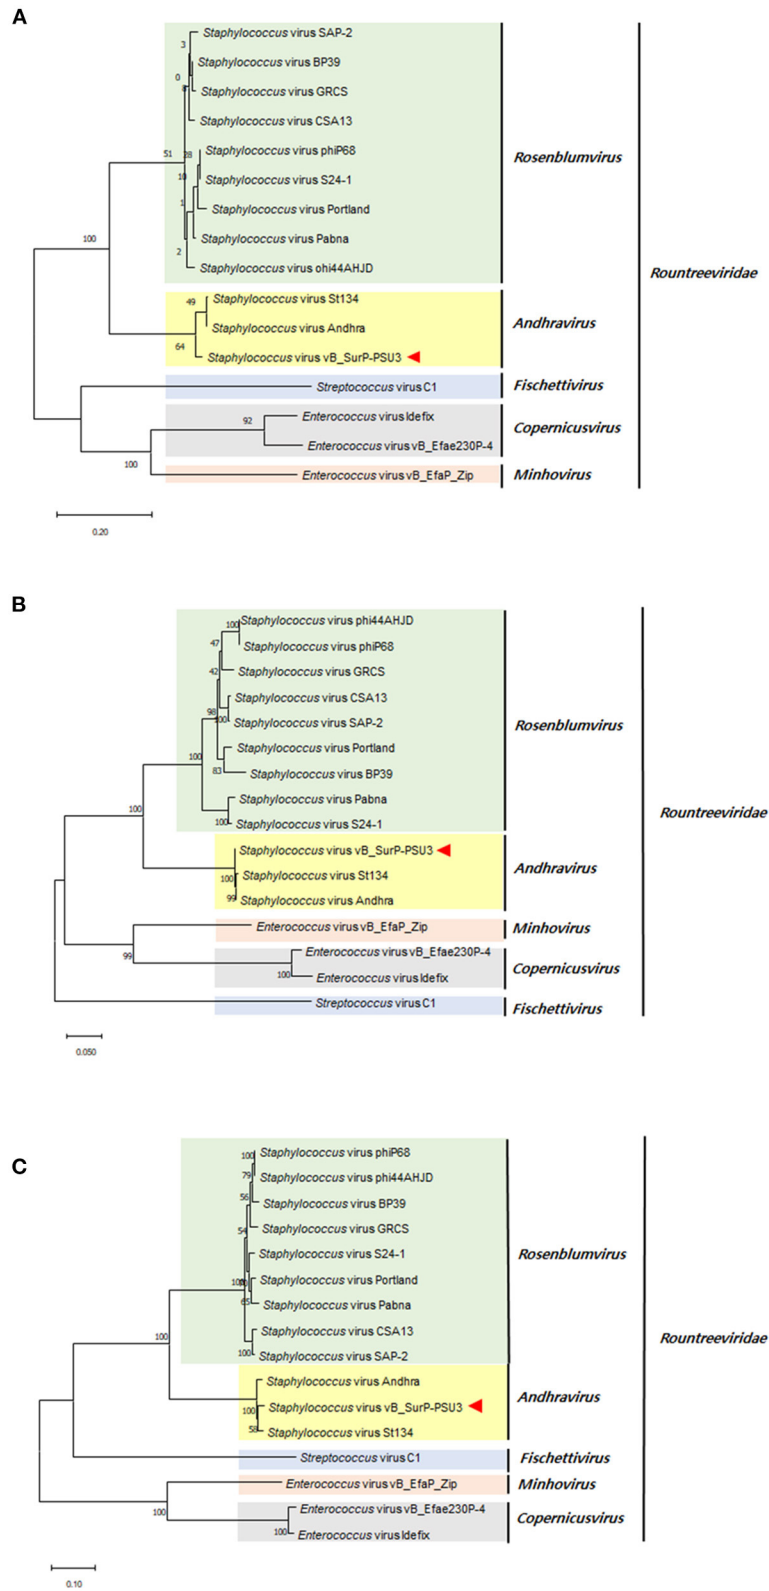 A
Staphylococcus virus SAP-2
3
Staphylococcus virus BP39
0
8
Staphylococcus virus GRCS
Staphylococcus virus CSA13
Staphylococcus virus phiP68
51
28
Rosenblumvirus
10
Staphylococcus virus S24-1
1
Staphylococcus virus Portland
100
Staphylococcus virus Pabna
2
Staphylococcus virus ohi44AHJD
Rountreeviridae
49
Staphylococcus virus St134
Andhravirus
Staphylococcus virus Andhra
64
Staphylococcus virus vB_SurP-PSU3
Streptococcus virus C1
Fischettivirus
92
Enterococcus virus Idefix
Copernicusvirus
Enterococcus virus vB_Efae230P-4
100
Enterococcus virus vB_EfaP_Zip
Minhovirus
0.20
B
100
Staphylococcus virus phi44AHJD
47
Staphylococcus virus phiP68
42
Staphylococcus virus GRCS
Staphylococcus virus CSA13
98
100
Staphylococcus virus SAP-2
Rosenblumvirus
Staphylococcus virus Portland
100
83
Staphylococcus virus BP39
Staphylococcus virus Pabna
100
100
Staphylococcus virus S24-1
Rountreeviridae
Staphylococcus virus vB_SurP-PSU3
Andhravirus
100
Staphylococcus virus St134
99
Staphylococcus virus Andhra
Enterococcus virus vB_EfaP_Zip
Minhovirus
99
Enterococcus virus vB_Efae230P-4
Copernicusvirus
100
Enterococcus virus Idefix
Streptococcus virus C1
Fischettivirus
0.050
C
100
Staphylococcus virus phiP68
79
Staphylococcus virus phi44AHJD
56
Staphylococcus virus BP39
54
Staphylococcus virus GRCS
Staphylococcus virus S24-1
Rosenblumvirus
100
Staphylococcus virus Portland
65
Staphylococcus virus Pabna
Staphylococcus virus CSA13
100
100
Staphylococcus virus SAP-2
Rountreeviridae
Staphylococcus virus Andhra
Andhravirus
100
Staphylococcus virus vB_SurP-PSU3
58
Staphylococcus virus St134
Streptococcus virus C1
Fischettivirus
Enterococcus virus vB_EfaP_Zip
Minhovirus
100
Enterococcus virus vB_Efae230P-4
Copernicusvirus
100
Enterococcus virus Idefix
0.10